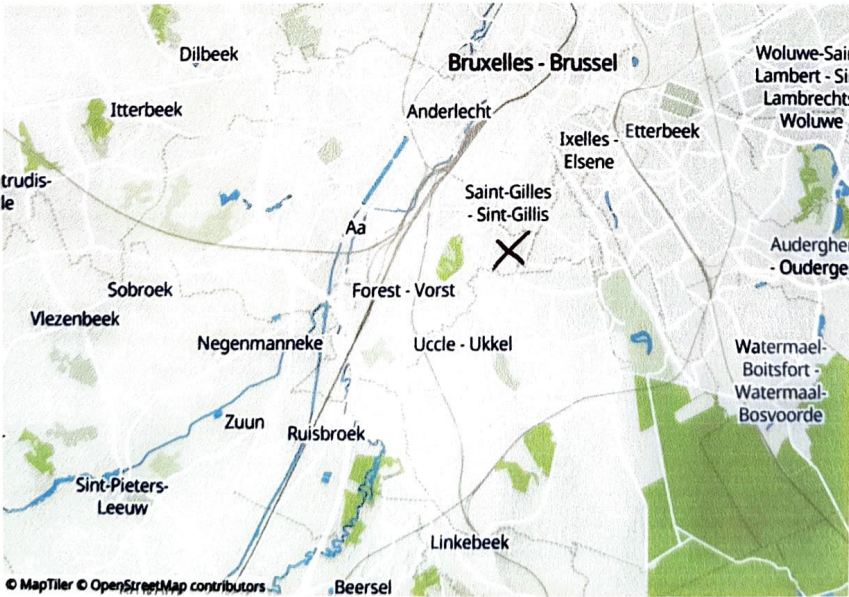 Dilbeek
Bruxelles - Brussel
Woluwe-Sai
Lambert - Si
Lambrechts
Woluwe
Itterbeek
Anderlecht
Ixelles -
Elsene
Etterbeek
trudis-
le
Saint-Gilles
- Sint-Gillis
Aa
Audergher
- Ouderge
Sobroek
Forest - Vorst
Vlezenbeek
Negenmanneke
Uccle - Ukkel
Watermael-
Boitsfort -
Watermaal-
Bosvoorde
Zuun
Ruisbroek
Sint-Pieters-
Leeuw
Linkebeek
© MapTiler © OpenStreetMap contributors
Beersel